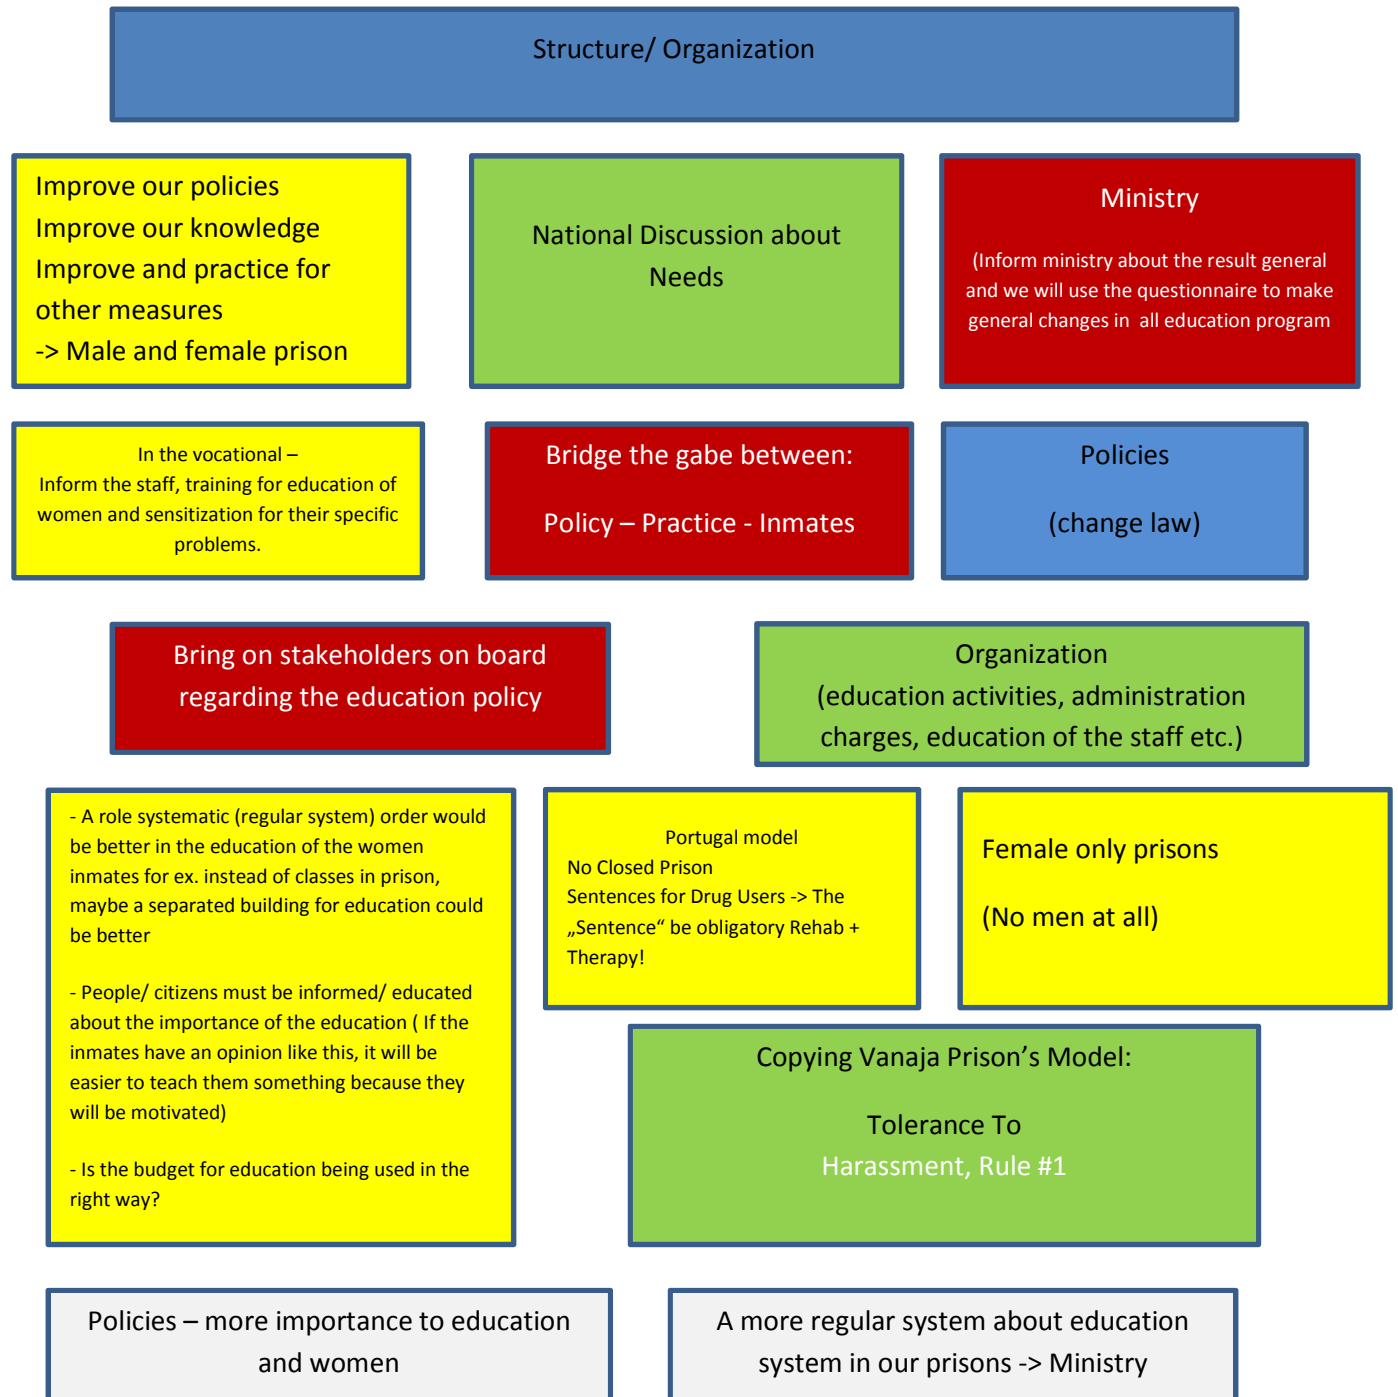 Structure/ Organization
Improve our policies
Improve our knowledge
Improve and practice for
other measures
-> Male and female prison
National Discussion about
Needs
Ministry
(Inform ministry about the result general
and we will use the questionnaire to make
general changes in  all education program
In the vocational –
Inform the staff, training for education of
women and sensitization for their specific
problems.
Bridge the gabe between:
Policy – Practice - Inmates
Policies
(change law)
Bring on stakeholders on board
regarding the education policy
Organization
(education activities, administration
charges, education of the staff etc.)
- A role systematic (regular system) order would
be better in the education of the women
inmates for ex. instead of classes in prison,
maybe a separated building for education could
be better
- People/ citizens must be informed/ educated
about the importance of the education ( If the
inmates have an opinion like this, it will be
easier to teach them something because they
will be motivated)
- Is the budget for education being used in the
right way?
Portugal model
No Closed Prison
Sentences for Drug Users -> The
„Sentence“ be obligatory Rehab +
Therapy!
Female only prisons
(No men at all)
Copying Vanaja Prison’s Model:
Tolerance To
Harassment, Rule #1
Policies – more importance to education
and women
A more regular system about education
system in our prisons -> Ministry